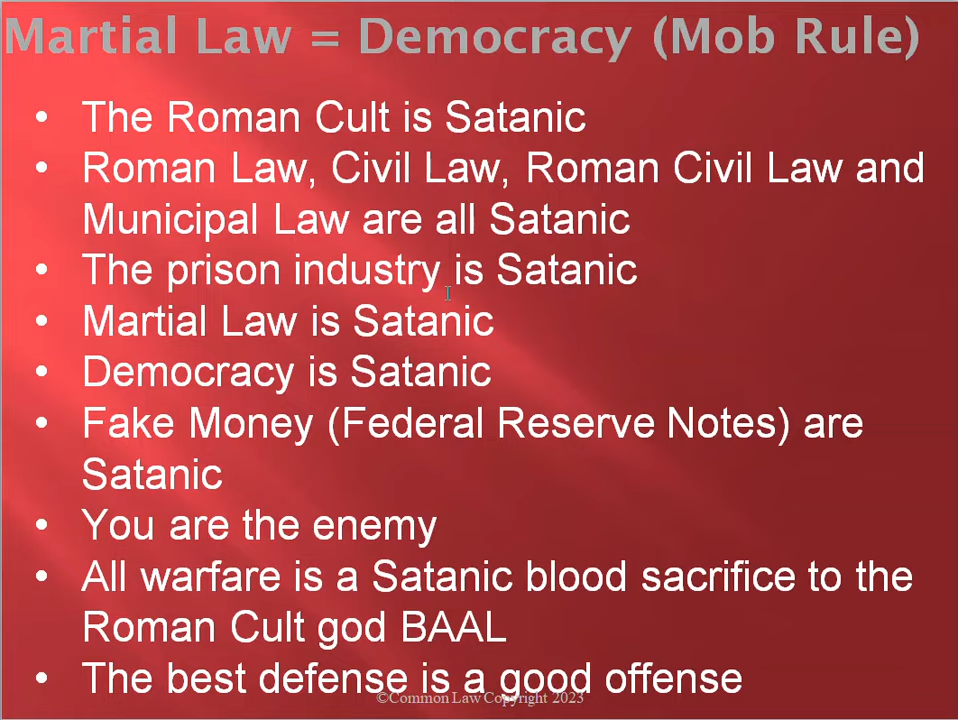 Martial Law = Democracy (Mob Rule)
• The Roman Cult is Satanic
• Roman Law, Civil Law, Roman Civil Law and
Municipal Law are all Satanic
• The prison industry is Satanic
• Martial Law is Satanic
• Democracy is Satanic
• Fake Money (Federal Reserve Notes) are
Satanic
• You are the enemy
• All warfare is a Satanic blood sacrifice to the
Roman Cult god BAAL
• The best defense is a good offense
©Common Law Copyright 2023